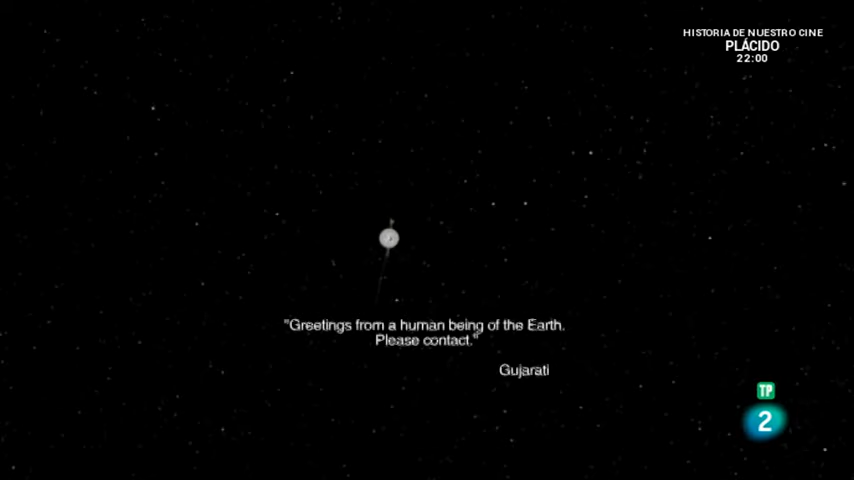 HISTORIA DE NUESTRO CINE
PLÁCIDO
22:00
"Greetings from a human being of the Earth.
Please contact."
Gujarati
TP
2